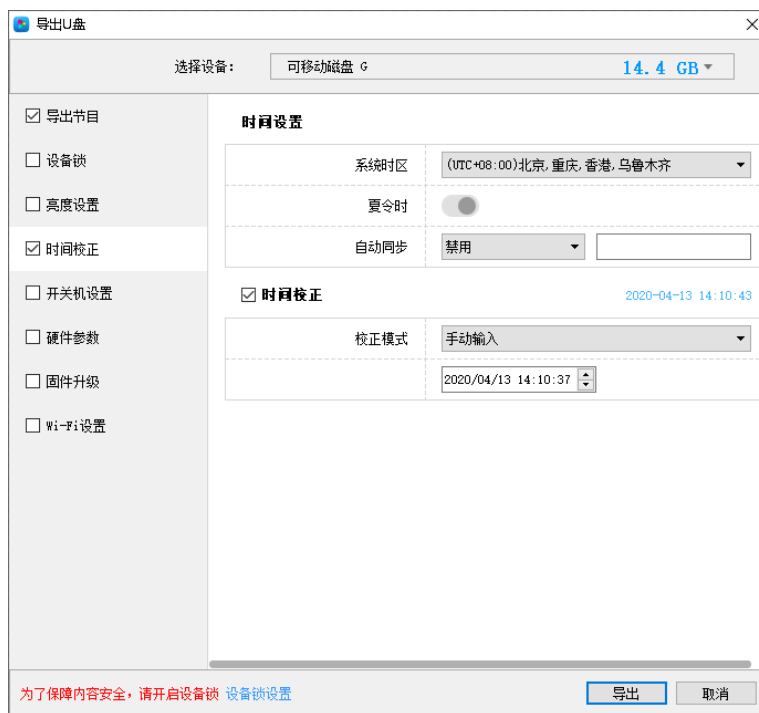 导出U盘
选择设备: 可移动磁盘 G 14.4 GB
导出节目
设备锁
亮度设置
时间校正
开关机设置
硬件参数
固件升级
Wi-Fi设置
时间设置
系统时区 (UTC+08:00)北京,重庆,香港,乌鲁木齐
夏令时
自动同步 禁用
时间校正 2020-04-13 14:10:43
校正模式 手动输入
2020/04/13 14:10:37
为了保障内容安全，请开启设备锁 设备锁设置
导出 取消